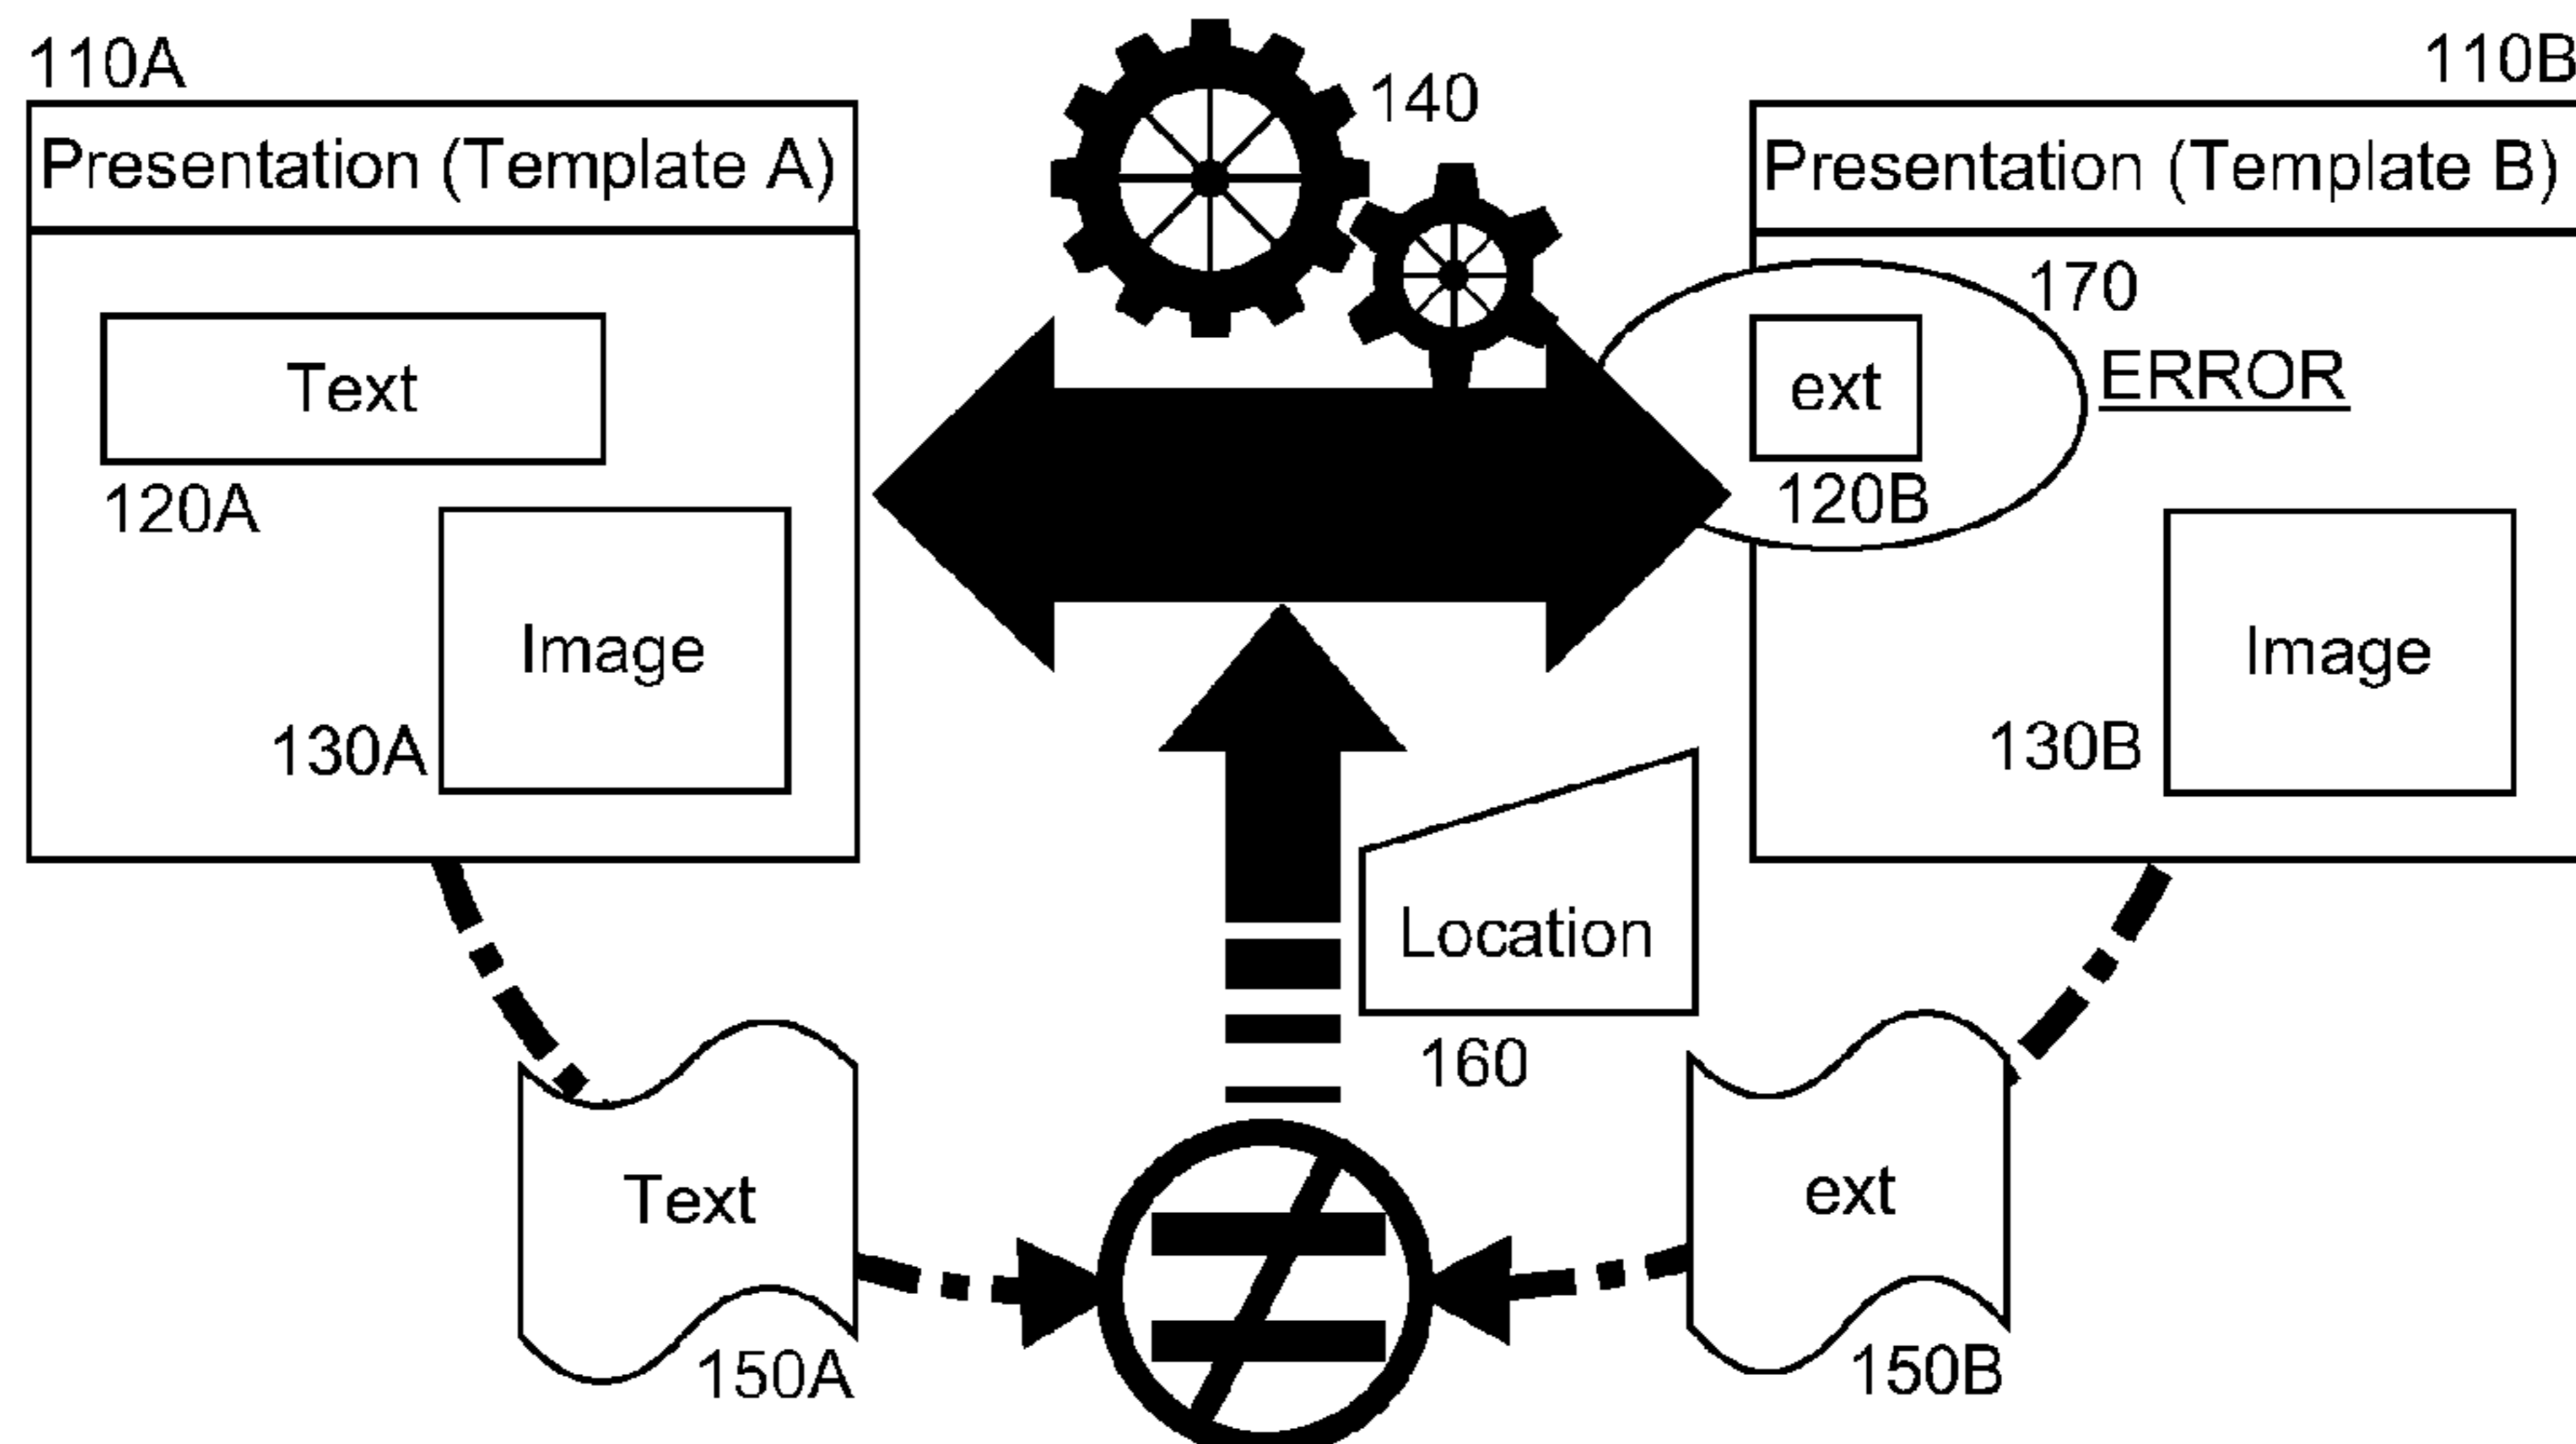 110A
Presentation (Template A)
Text
120A
Image
130A
140
110B
Presentation (Template B)
170
ext
ERROR
120B
Image
130B
Location
160
Text
150A
ext
150B